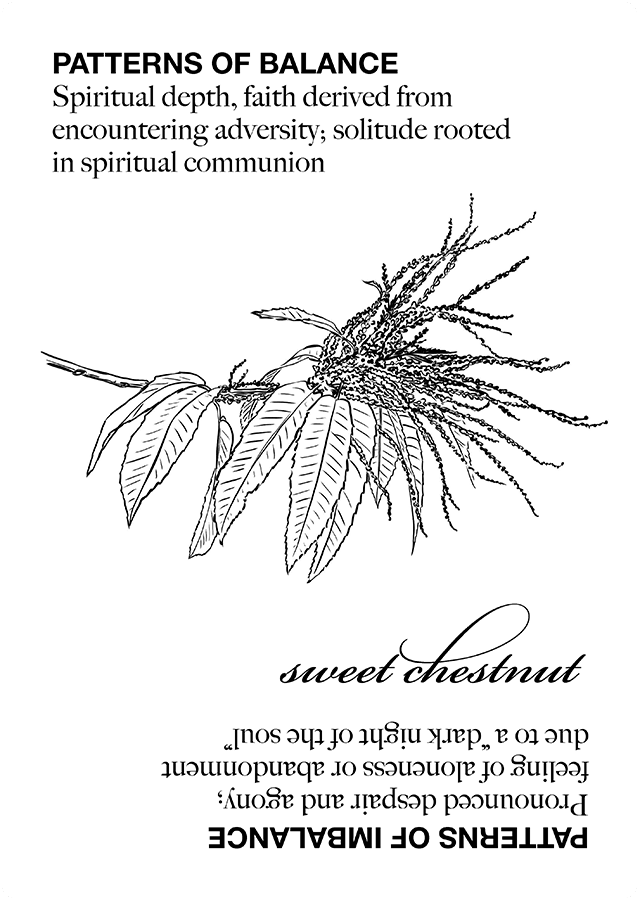 PATTERNS OF BALANCE
Spiritual depth, faith derived from
encountering adversity; solitude rooted
in spiritual communion
sweet chestnut
PATTERNS OF IMBALANCE
Pronounced despair and agony;
feeling of aloneness or abandonment
due to a “dark night of the soul”